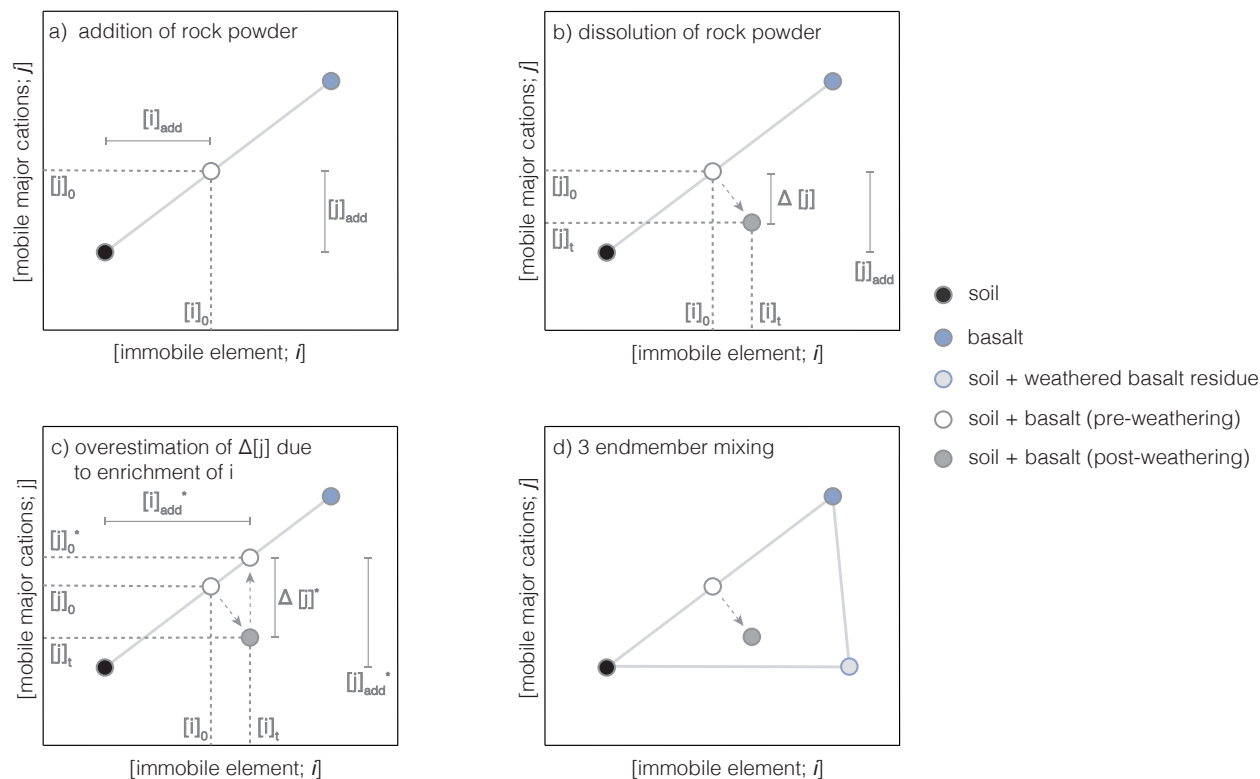 a) addition of rock powder
[mobile major cations; j]
[i]add
[j]0
[j]add
[i]0
[immobile element; i]
b) dissolution of rock powder
[mobile major cations; j]
[j]0
Δ [j]
[j]t
[j]add
[i]0
[i]t
[immobile element; i]
soil
basalt
soil + weathered basalt residue
soil + basalt (pre-weathering)
soil + basalt (post-weathering)
c) overestimation of Δ[j] due
to enrichment of i
[mobile major cations; j]
[i]add*
[j]0*
[j]0
Δ [j]*
[j]t
[j]add*
[i]0
[i]t
[immobile element; i]
d) 3 endmember mixing
[mobile major cations; j]
[immobile element; i]